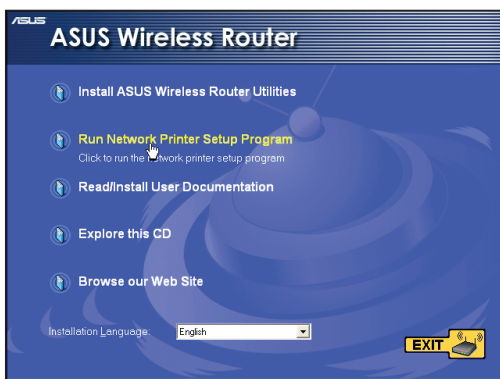 ASUS
ASUS Wireless Router
Install ASUS Wireless Router Utilities
Run Network Printer Setup Program
Click to run the network printer setup program
Read/Install User Documentation
Explore this CD
Browse our Web Site
Installation Language: English
EXIT